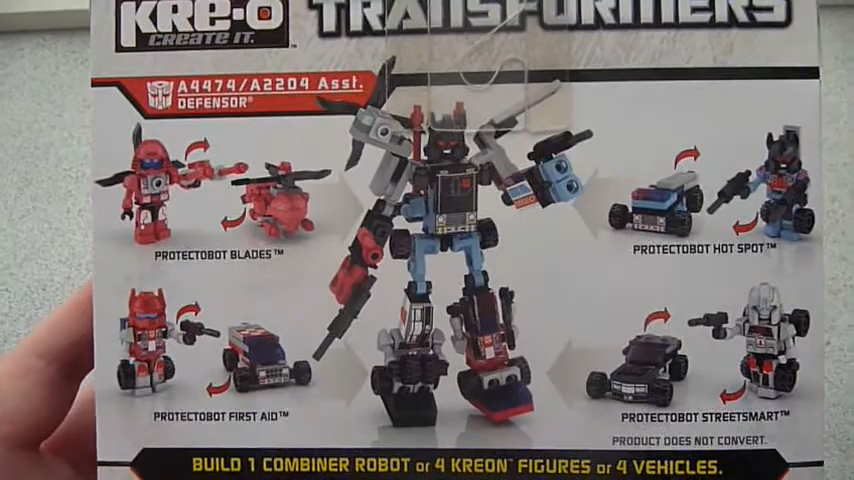 KRE-O
CREATE IT.™
TRANSFORMERS
A4474/A2204 Asst.
DEFENSOR®
PROTECTOBOT BLADES™
PROTECTOBOT HOT SPOT™
PROTECTOBOT FIRST AID™
PROTECTOBOT STREETSMART™
PRODUCT DOES NOT CONVERT.
BUILD 1 COMBINER ROBOT or 4 KREON™ FIGURES or 4 VEHICLES.